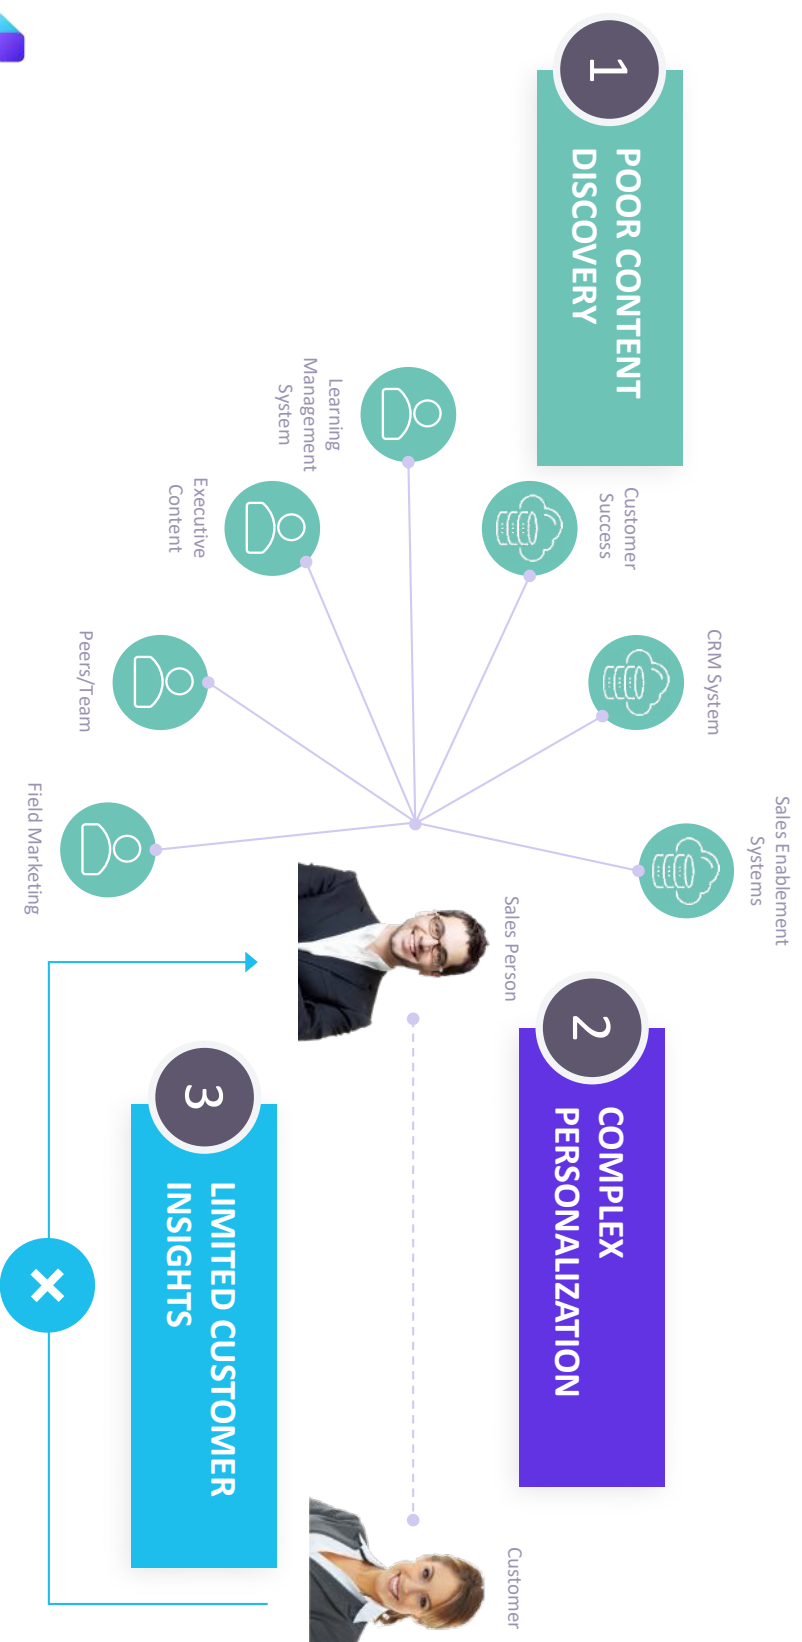 1
POOR CONTENT
DISCOVERY
2
COMPLEX
PERSONALIZATION
3
LIMITED CUSTOMER
INSIGHTS
Sales Enablement
Systems
CRM System
Customer
Success
Learning
Management
System
Executive
Content
Peers/Team
Field Marketing
Sales Person
Customer